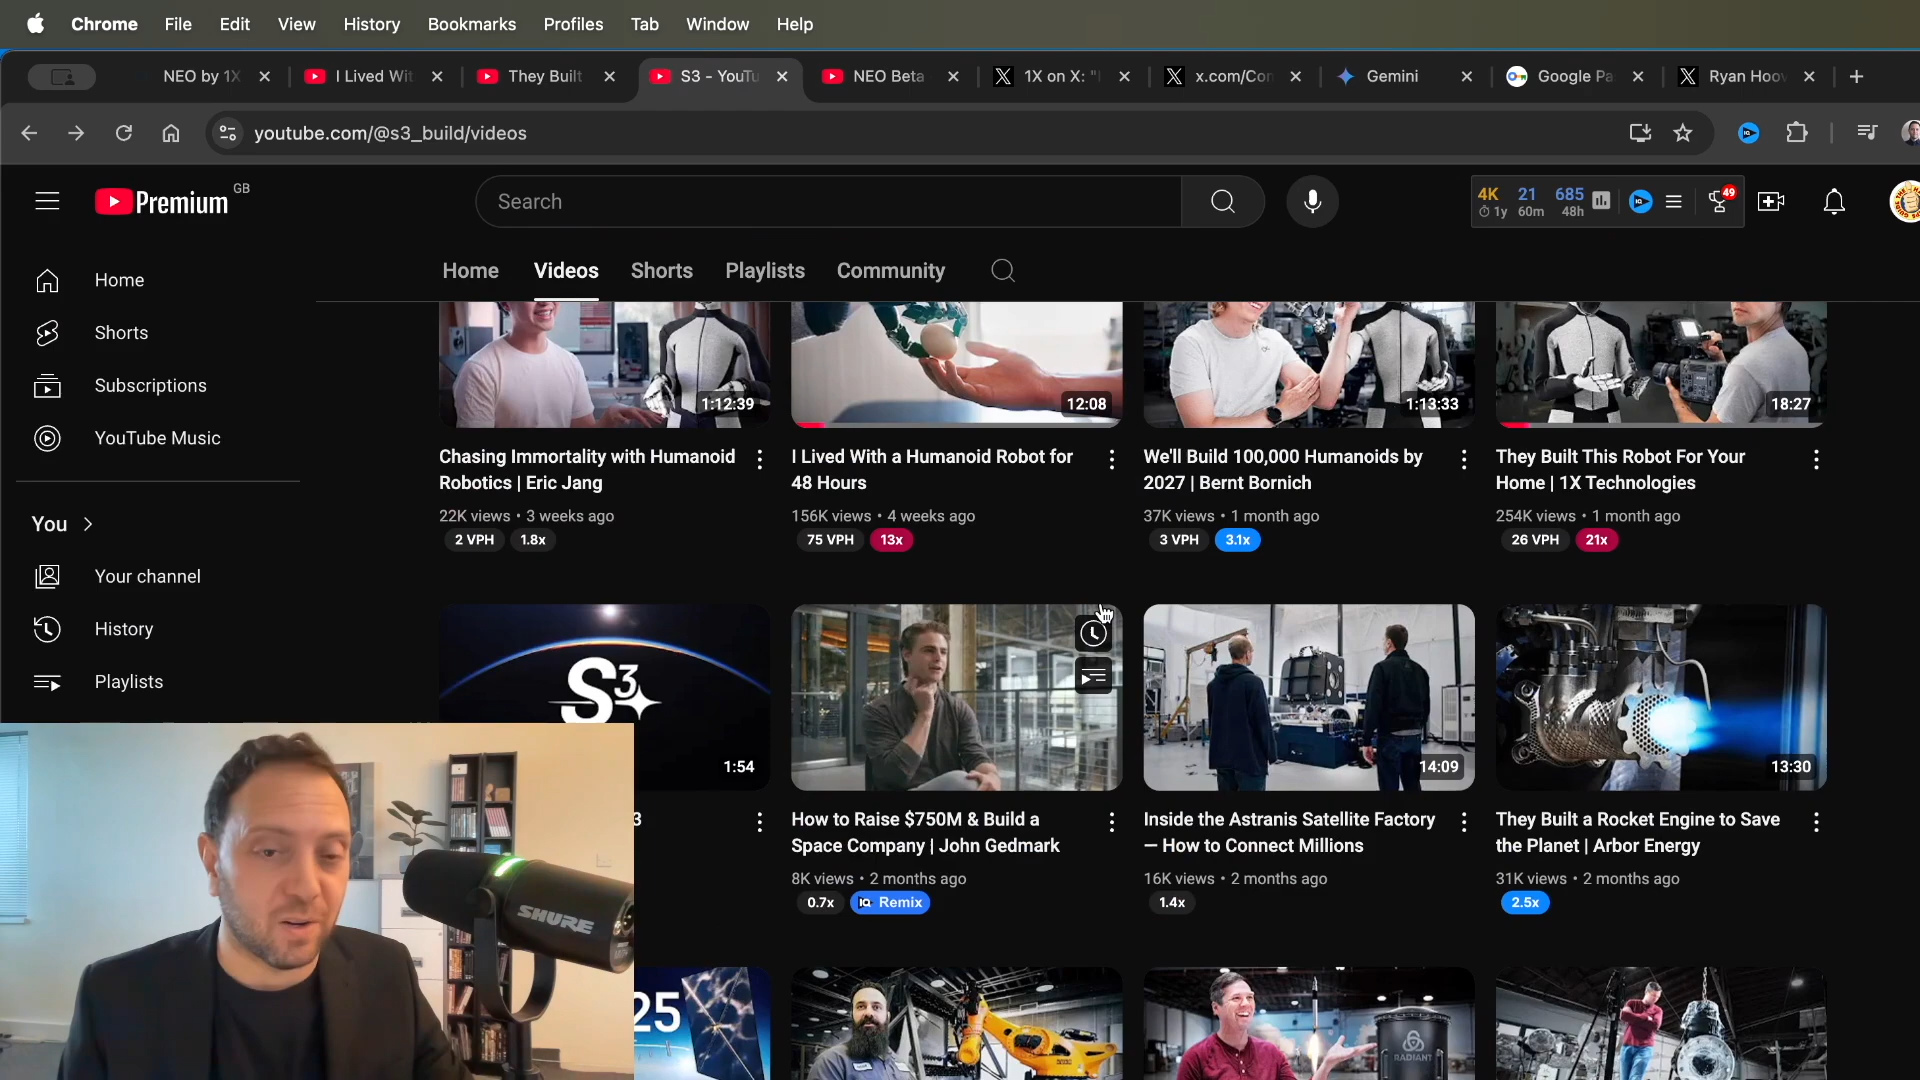 Chrome File Edit View History Bookmarks Profiles Tab Window Help
NEO by 1X
I Lived Wit
They Built
S3 - YouTu
NEO Beta
1X on X: "
x.com/Con
Gemini
Google Pa
Ryan Hoov
youtube.com/@s3_build/videos
Premium GB
Search
4K 21 685
1y 60m 48h
IQ
49
Home Videos Shorts Playlists Community
Home
Shorts
Subscriptions
YouTube Music
You
Your channel
History
Playlists
1:12:39
Chasing Immortality with Humanoid
Robotics | Eric Jang
22K views • 3 weeks ago
2 VPH 1.8x
12:08
I Lived With a Humanoid Robot for
48 Hours
156K views • 4 weeks ago
75 VPH 13x
1:13:33
We'll Build 100,000 Humanoids by
2027 | Bernt Bornich
37K views • 1 month ago
3 VPH 3.1x
18:27
They Built This Robot For Your
Home | 1X Technologies
254K views • 1 month ago
26 VPH 21x
S3
1:54
3
How to Raise $750M & Build a
Space Company | John Gedmark
8K views • 2 months ago
0.7x IQ Remix
14:09
Inside the Astranis Satellite Factory
— How to Connect Millions
16K views • 2 months ago
1.4x
13:30
They Built a Rocket Engine to Save
the Planet | Arbor Energy
31K views • 2 months ago
2.5x
SHURE
25
RADIANT